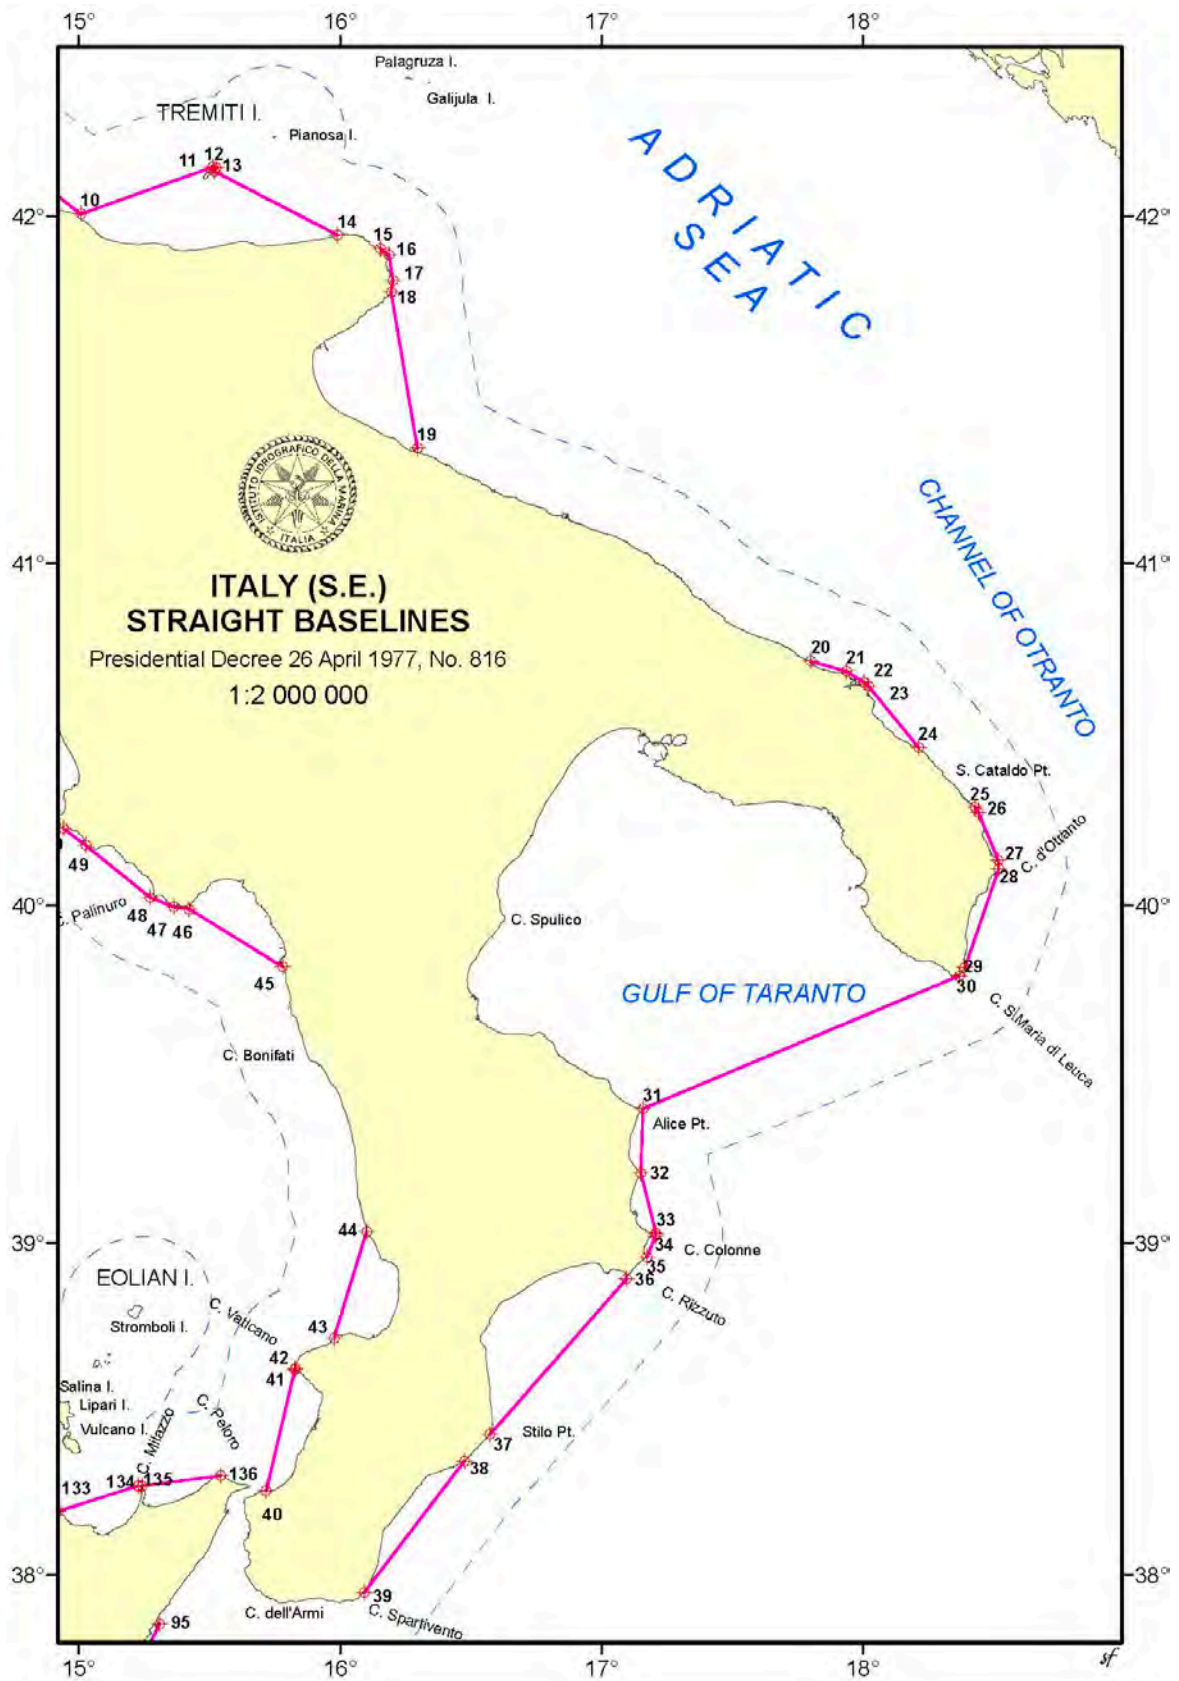 15° 16° 17° 18°
Palagruza I.
Galijula I.
TREMITI I.
Pianosa I.
ADRIATIC
SEA
11 12 13
10
42° 42°
14 15 16
17
18
19
ISTITUTO IDROGRAFICO DELLA MARINA
ITALIA
CHANNEL OF OTRANTO
41° 41°
ITALY (S.E.)
STRAIGHT BASELINES
Presidential Decree 26 April 1977, No. 816
1:2 000 000
20 21 22
23
24
S. Cataldo Pt.
25 26
27
28
C. d'Otranto
49
48
47 46
C. Palinuro
40° 40°
C. Spulico
45
29
30
GULF OF TARANTO
C. S.Maria di Leuca
C. Bonifati
31
Alice Pt.
32
33
34
35
36
C. Colonne
C. Rizzuto
44
39° 39°
EOLIAN I.
Stromboli I.
C. Vaticano
43
42
41
Salina I.
Lipari I.
Vulcano I.
C. Milazzo
C. Peloro
37
Stilo Pt.
38
133 134 135 136
40
38° 38°
39
C. Spartivento
C. dell'Armi
95
15° 16° 17° 18°
sf